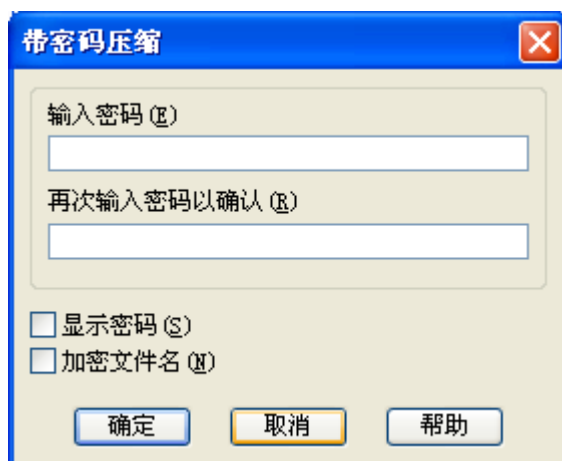 带密码压缩
输入密码(E)
再次输入密码以确认(R)
显示密码(S)
加密文件名(N)
确定 取消 帮助